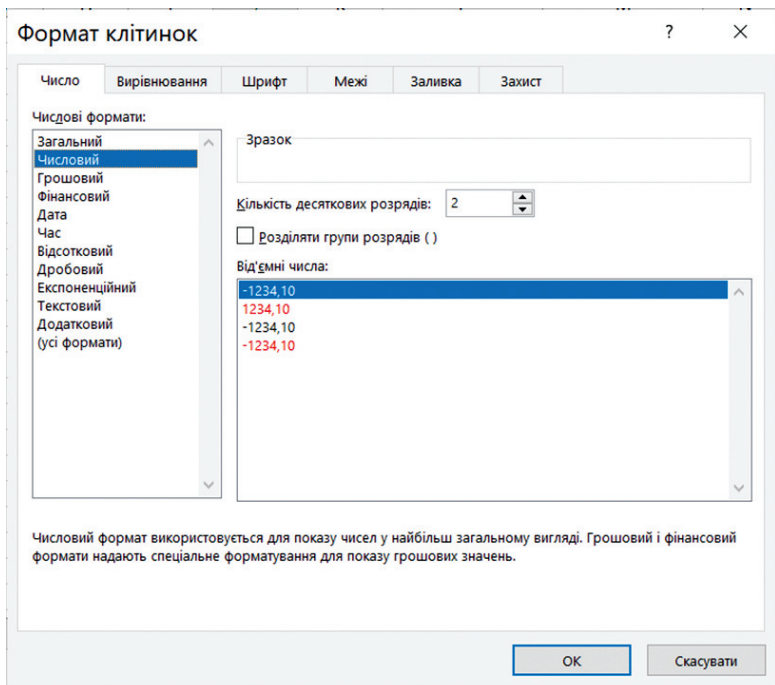 Формат клітинок
?
Число
Вирівнювання
Шрифт
Межі
Заливка
Захист
Числові формати:
Загальний
Числовий
Грошовий
Фінансовий
Дата
Час
Відсотковий
Дробовий
Експоненційний
Текстовий
Додатковий
(усі формати)
Зразок
Кількість десяткових розрядів: 2
Розділяти групи розрядів ( )
Від'ємні числа:
-1234,10
1234,10
-1234,10
-1234,10
Числовий формат використовується для показу чисел у найбільш загальному вигляді. Грошовий і фінансовий
формати надають спеціальне форматування для показу грошових значень.
ОК
Скасувати